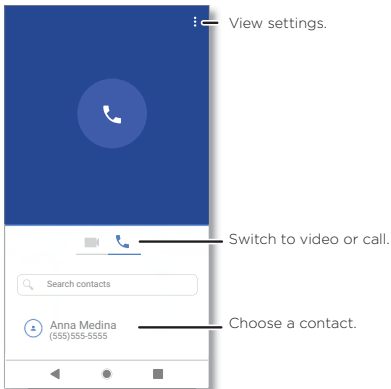 View settings.
Switch to video or call.
Search contacts
Anna Medina
(555)555-5555
Choose a contact.